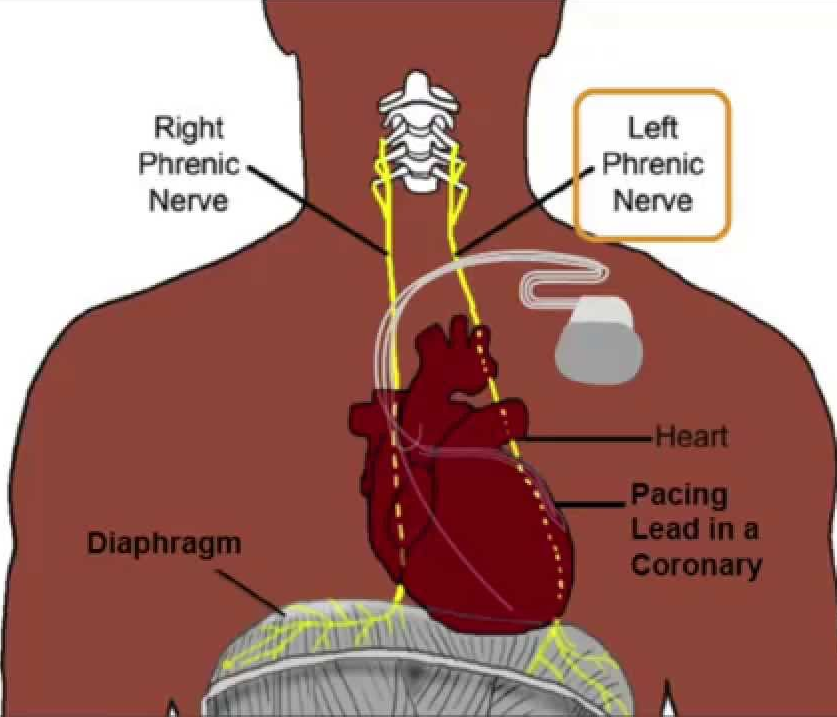 Right
Phrenic
Nerve
Left
Phrenic
Nerve
Heart
Pacing
Lead in a
Coronary
Diaphragm